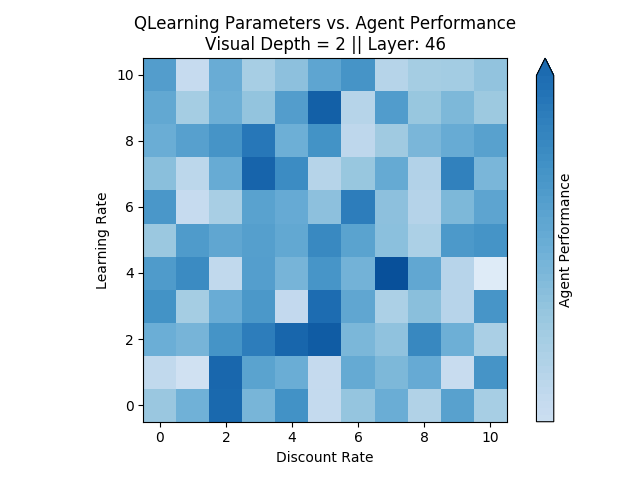 QLearning Parameters vs. Agent Performance
Visual Depth = 2 || Layer: 46
10
8
6
4
2
0
Learning Rate
0 2 4 6 8 10
Discount Rate
Agent Performance